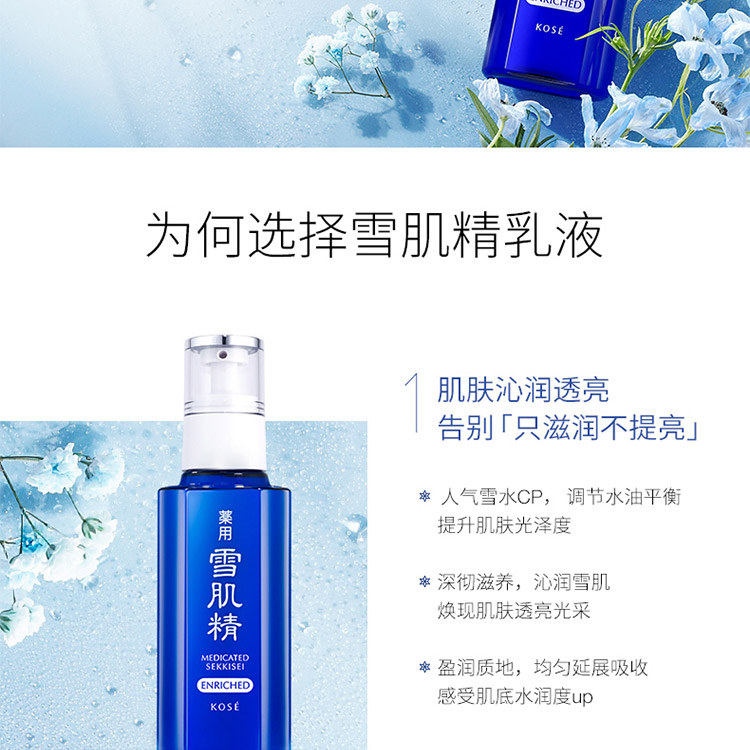 ENRICHED
KOSÉ
为何选择雪肌精乳液
1 肌肤沁润透亮
告别「只滋润不提亮」
人气雪水CP， 调节水油平衡
提升肌肤光泽度
深彻滋养，沁润雪肌
焕现肌肤透亮光采
盈润质地，均匀延展吸收
感受肌底水润度up
薬用
雪肌精
MEDICATED
SEKKISEI
ENRICHED
KOSÉ